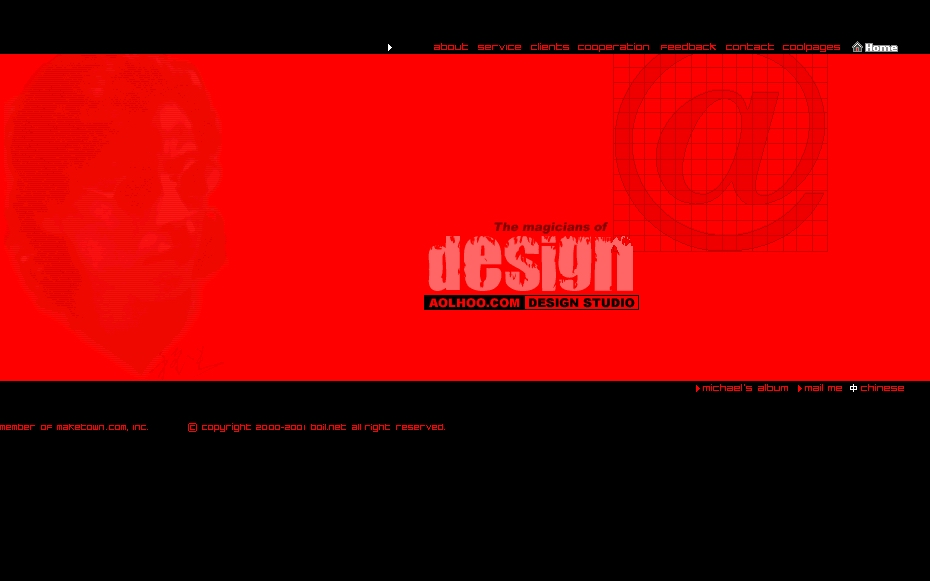 about service clients cooperation Feedback contact coolpages Home
@
The magicians of
design
AOLHOO.COM DESIGN STUDIO
michael's album mail me 中 chinese
member of maketown.com, inc. © copyright 2000-2001 boil.net all right reserved.